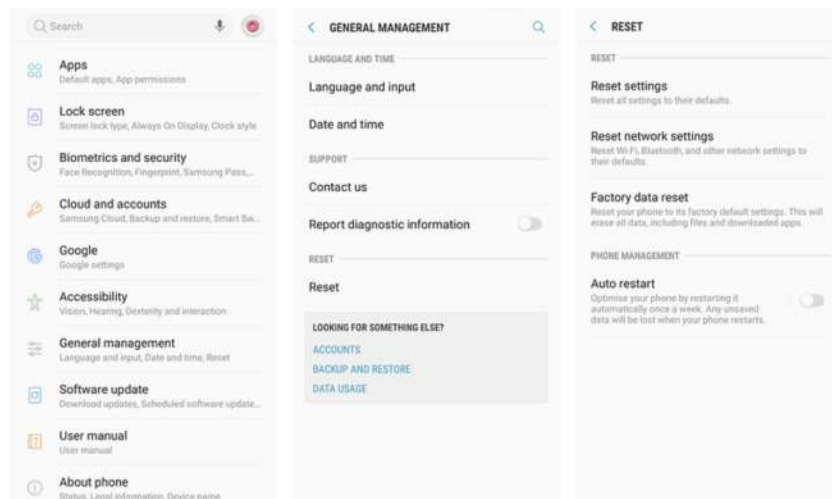 Search
Apps
Default apps, App permissions
Lock screen
Screen lock type, Always On Display, Clock style
Biometrics and security
Face Recognition, Fingerprint, Samsung Pass,...
Cloud and accounts
Samsung Cloud, Backup and restore, Smart Sw...
Google
Google settings
Accessibility
Vision, Hearing, Dexterity and interaction
General management
Language and input, Date and time, Reset
Software update
Download updates, Scheduled software update...
User manual
User manual
About phone
Status, Legal information, Device name
GENERAL MANAGEMENT
LANGUAGE AND TIME
Language and input
Date and time
SUPPORT
Contact us
Report diagnostic information
RESET
Reset
LOOKING FOR SOMETHING ELSE?
ACCOUNTS
BACKUP AND RESTORE
DATA USAGE
RESET
RESET
Reset settings
Reset all settings to their defaults.
Reset network settings
Reset Wi-Fi, Bluetooth, and other network settings to
their defaults.
Factory data reset
Reset your phone to its factory default settings. This will
erase all data, including files and downloaded apps.
PHONE MANAGEMENT
Auto restart
Optimise your phone by restarting it
automatically once a week. Any unsaved
data will be lost when your phone restarts.